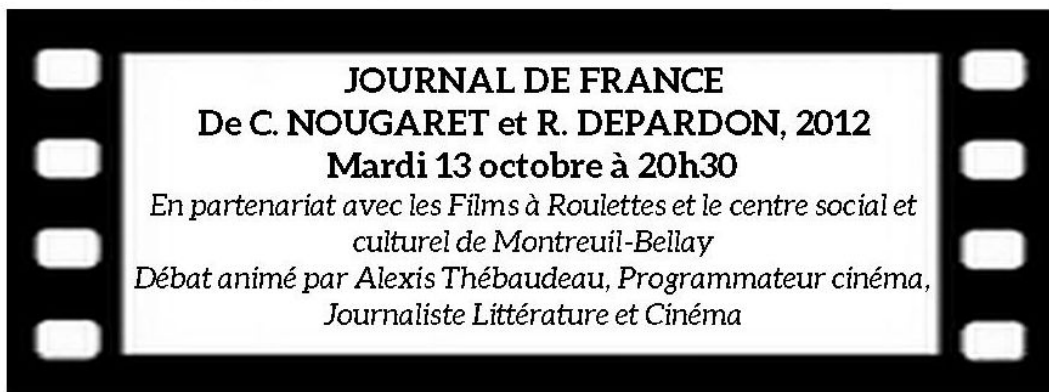 JOURNAL DE FRANCE
De C. NOUGARET et R. DEPARDON, 2012
Mardi 13 octobre à 20h30
En partenariat avec les Films à Roulettes et le centre social et
culturel de Montreuil-Bellay
Débat animé par Alexis Thébaudeau, Programmateur cinéma,
Journaliste Littérature et Cinéma